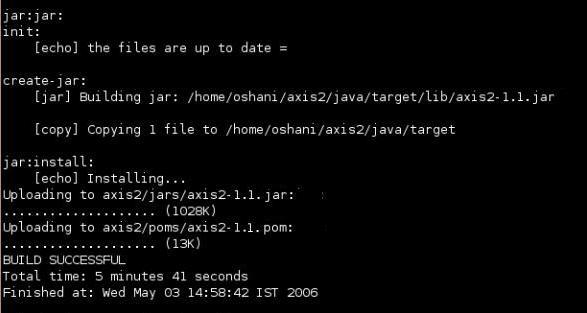 jar:jar:
init:
[echo] the files are up to date =
create-jar:
[jar] Building jar: /home/oshani/axis2/java/target/lib/axis2-1.1.jar
[copy] Copying 1 file to /home/oshani/axis2/java/target
jar:install:
[echo] Installing...
Uploading to axis2/jars/axis2-1.1.jar: :
.................... (1028K)
Uploading to axis2/poms/axis2-1.1.pom:
.................... (13K)
BUILD SUCCESSFUL
Total time: 5 minutes 41 seconds
Finished at: Wed May 03 14:58:42 IST 2006